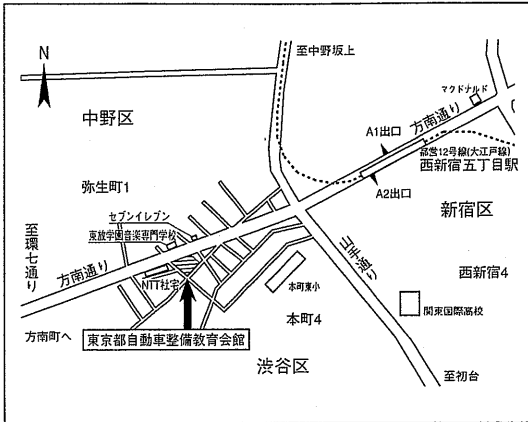 至中野坂上
N
マクドナルド
中野区
方南通り
A1出口
都営12号線(大江戸線)
西新宿五丁目駅
A2出口
弥生町1
新宿区
セブンイレブン
東放学園音楽専門学校
至環七通り
方南通り
山手通り
西新宿4
NTT社宅
本町東小
関東国際高校
本町4
方南町へ
東京都自動車整備教育会館
渋谷区
至初台